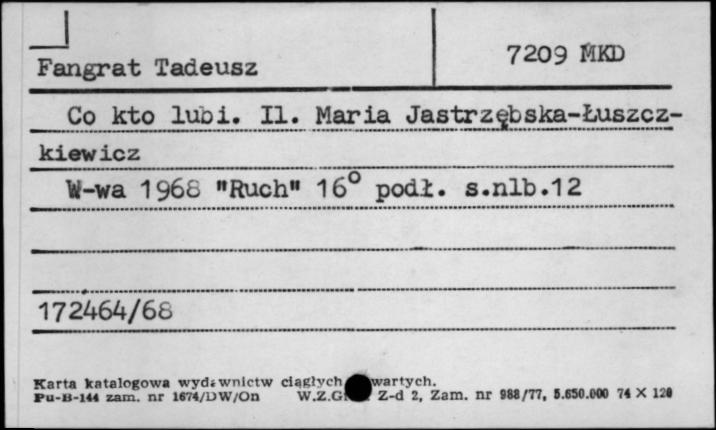 Fangrat Tadeusz
7209 MKD
Co kto lubi. Il. Maria Jastrzębska-Łuszcz-
kiewicz
W-wa 1968 "Ruch" 16° podł. s.nlb.12
172464/68
Karta katalogowa wydawnictw ciągłych wartych.
Pu-B-144 zam. nr 1674/DW/On W.Z.G Z-d 2, Zam. nr 988/77, 5.650.000 74 X 120